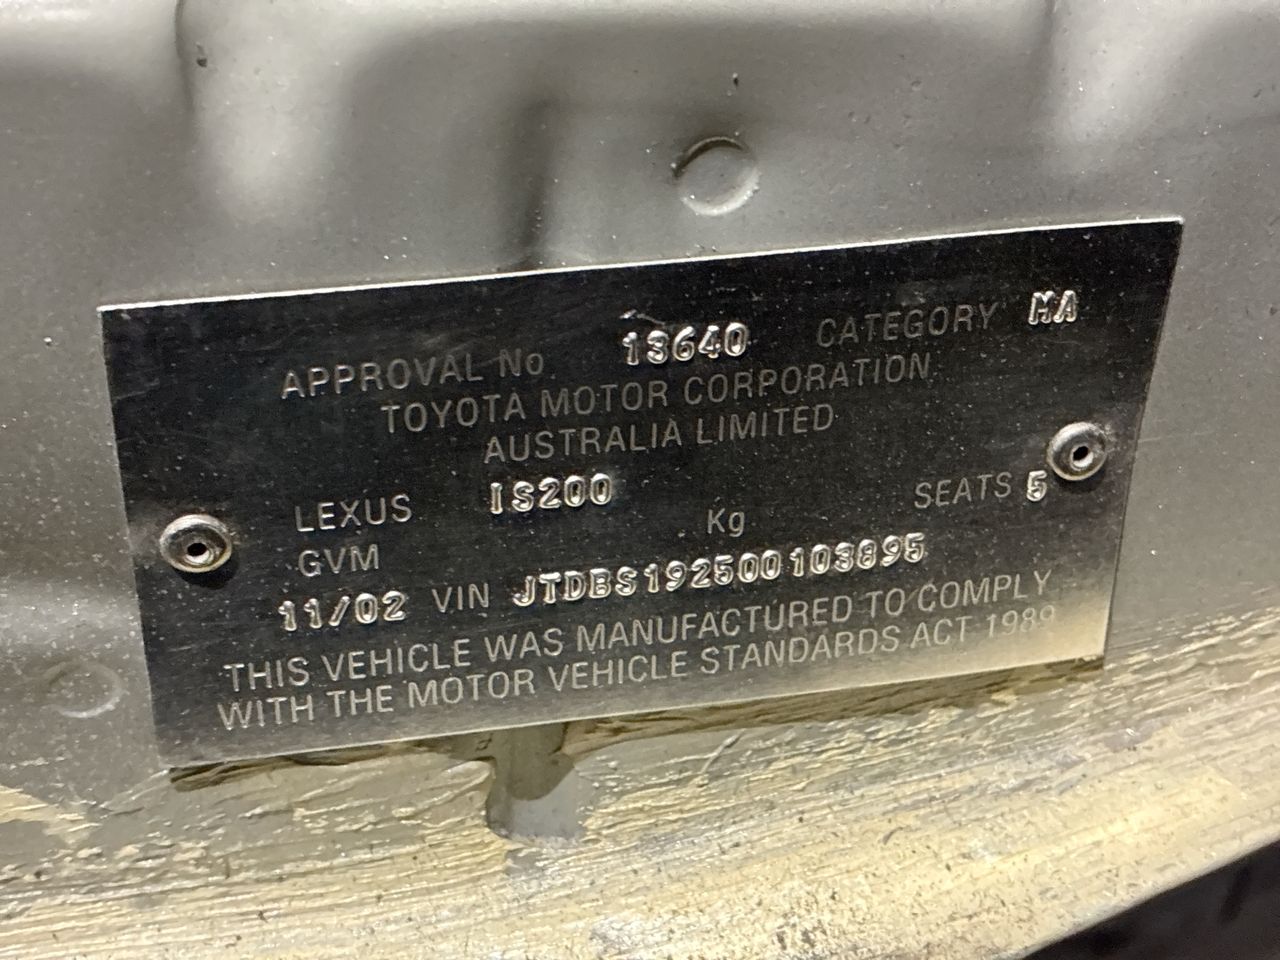 APPROVAL No 13640 CATEGORY MA
TOYOTA MOTOR CORPORATION
AUSTRALIA LIMITED
LEXUS IS200 SEATS 5
GVM Kg
11/02 VIN JTDBS192500103895
THIS VEHICLE WAS MANUFACTURED TO COMPLY
WITH THE MOTOR VEHICLE STANDARDS ACT 1989